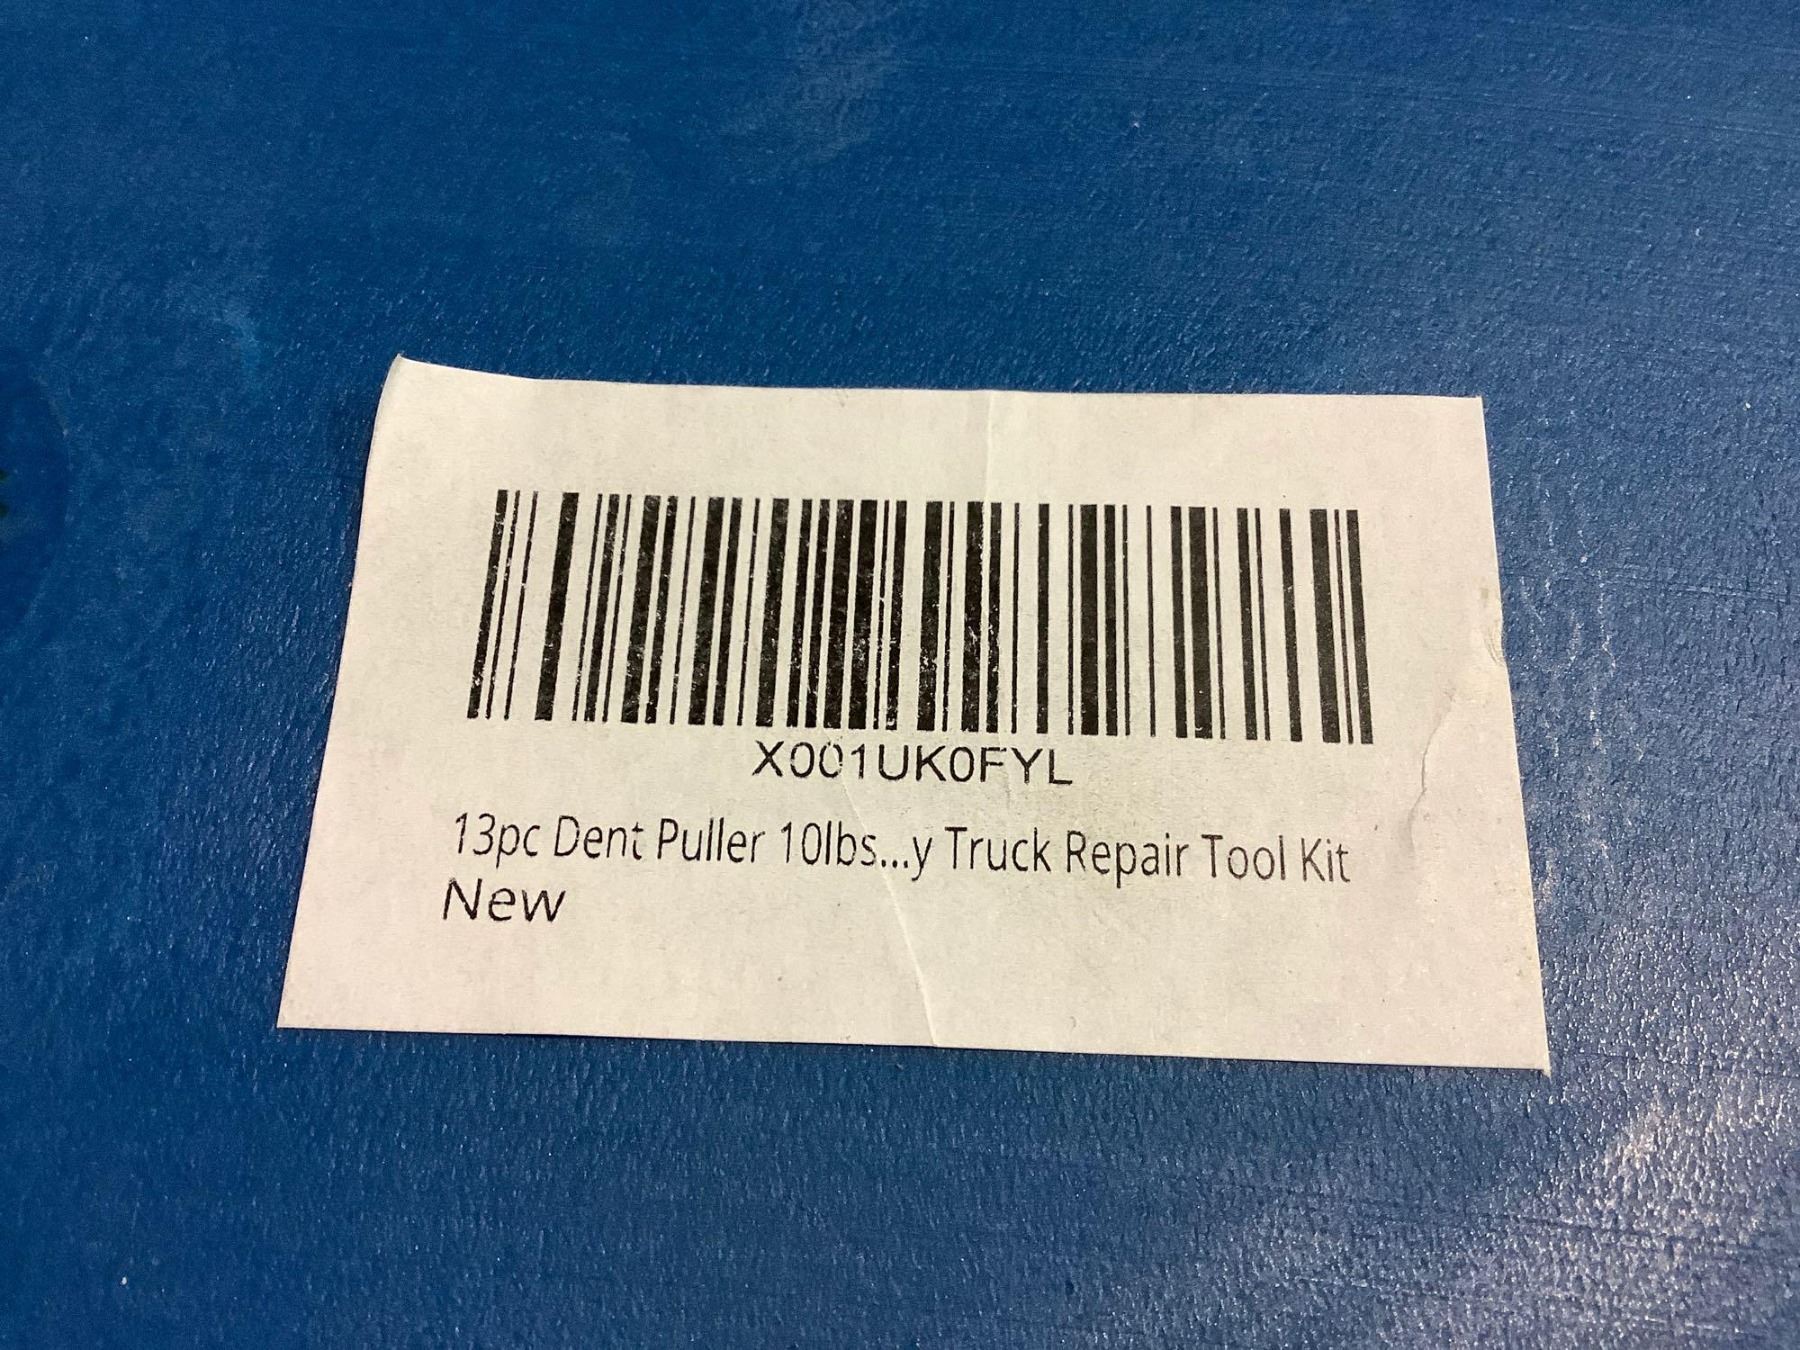 X001UK0FYL
13pc Dent Puller 10lbs...y Truck Repair Tool Kit
New